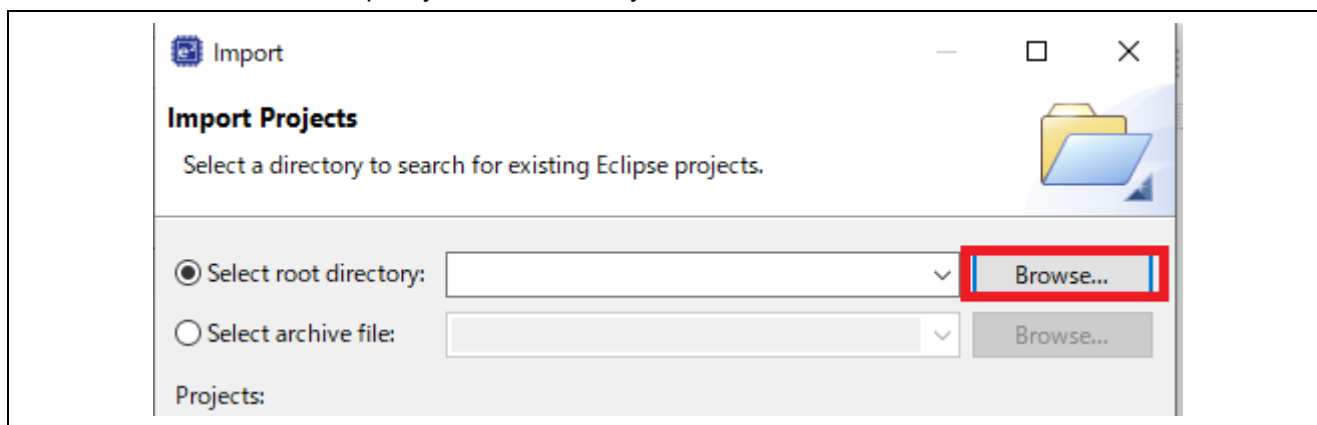 Import
Import Projects
Select a directory to search for existing Eclipse projects.
Select root directory:
Browse...
Select archive file:
Browse...
Projects: